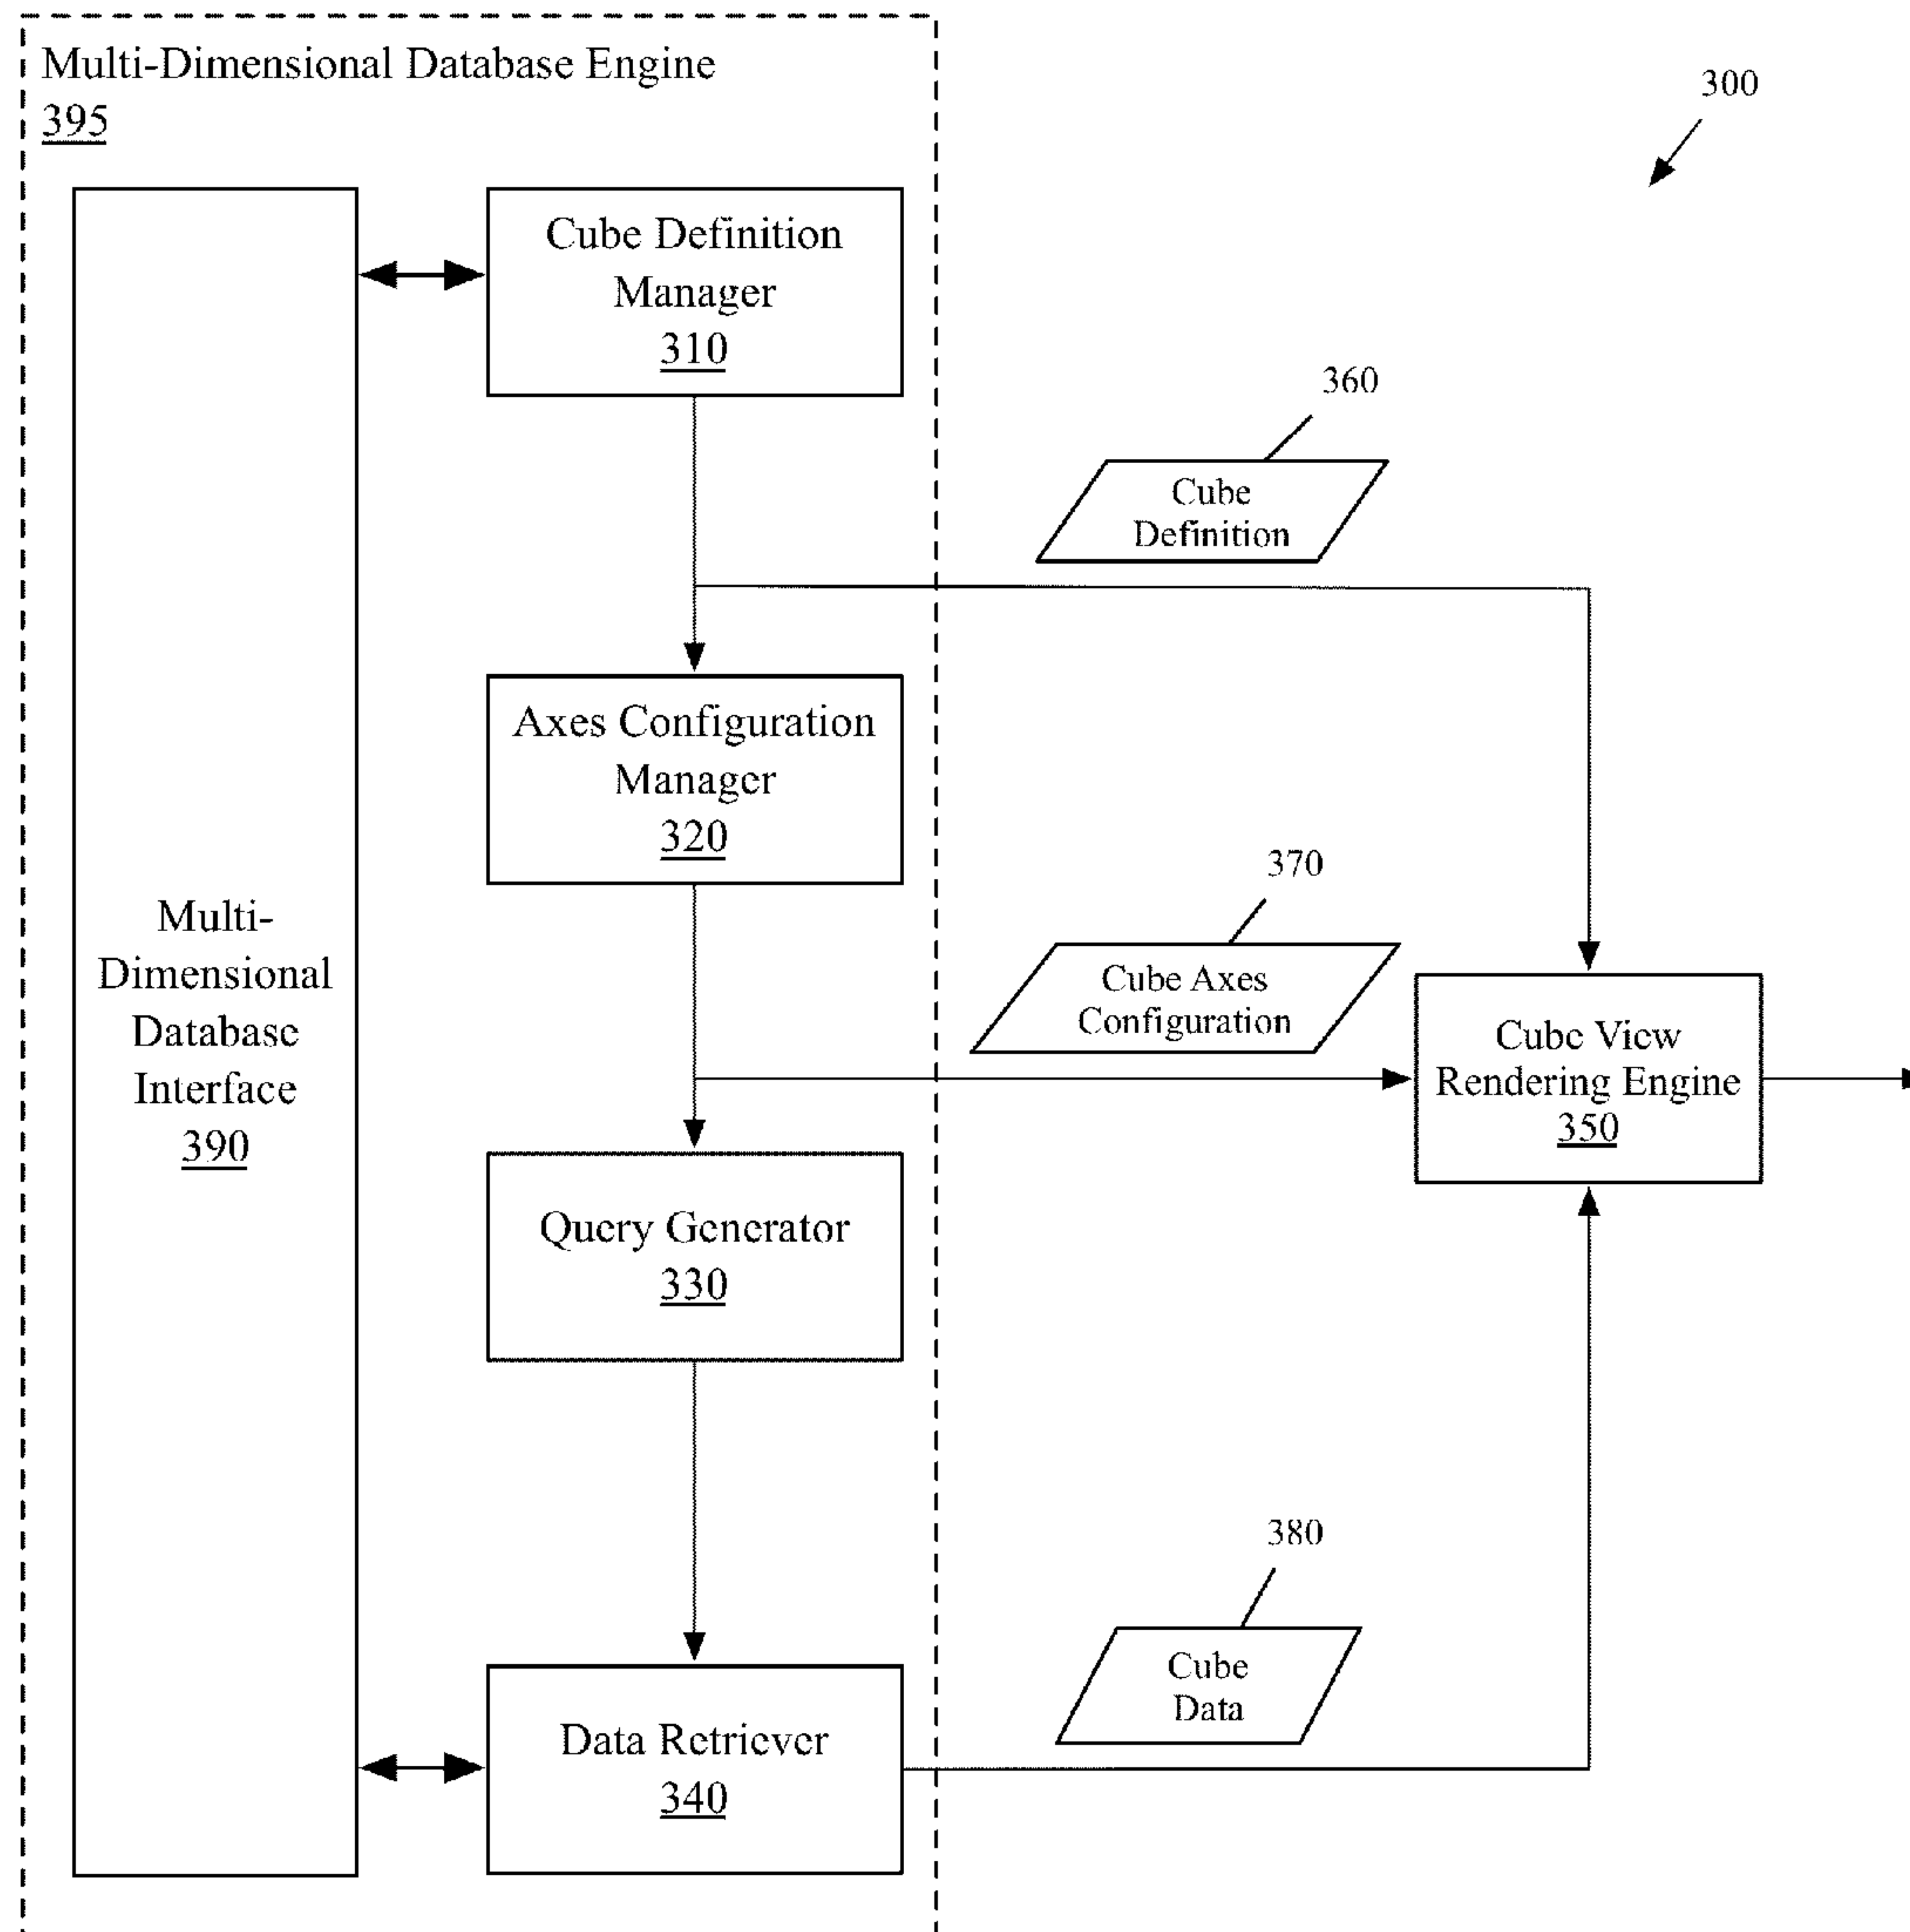 Multi-Dimensional Database Engine
395
300
Cube Definition
Manager
310
360
Cube
Definition
Axes Configuration
Manager
320
370
Cube Axes
Configuration
Multi-
Dimensional
Database
Interface
390
Cube View
Rendering Engine
350
Query Generator
330
380
Cube
Data
Data Retriever
340